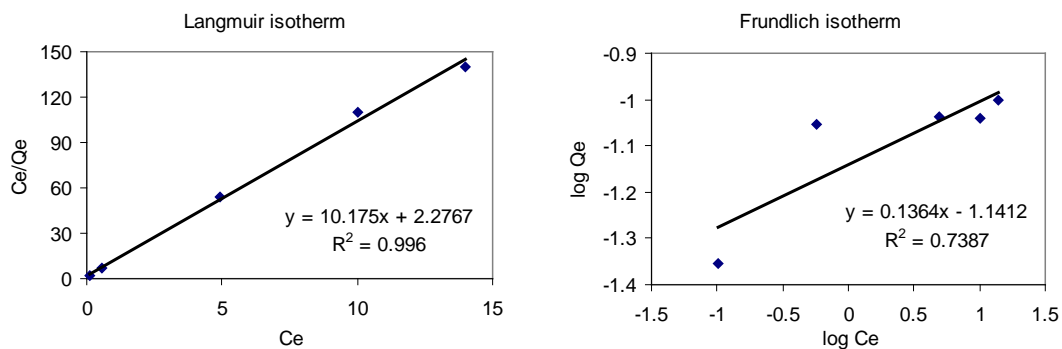 Langmuir isotherm
150
120
90
60
30
0
0 5 10 15
Ce/Qe
Ce
y = 10.175x + 2.2767
R² = 0.996
Frundlich isotherm
-0.9
-1
-1.1
-1.2
-1.3
-1.4
-1.5 -1 -0.5 0 0.5 1 1.5
log Qe
log Ce
y = 0.1364x - 1.1412
R² = 0.7387